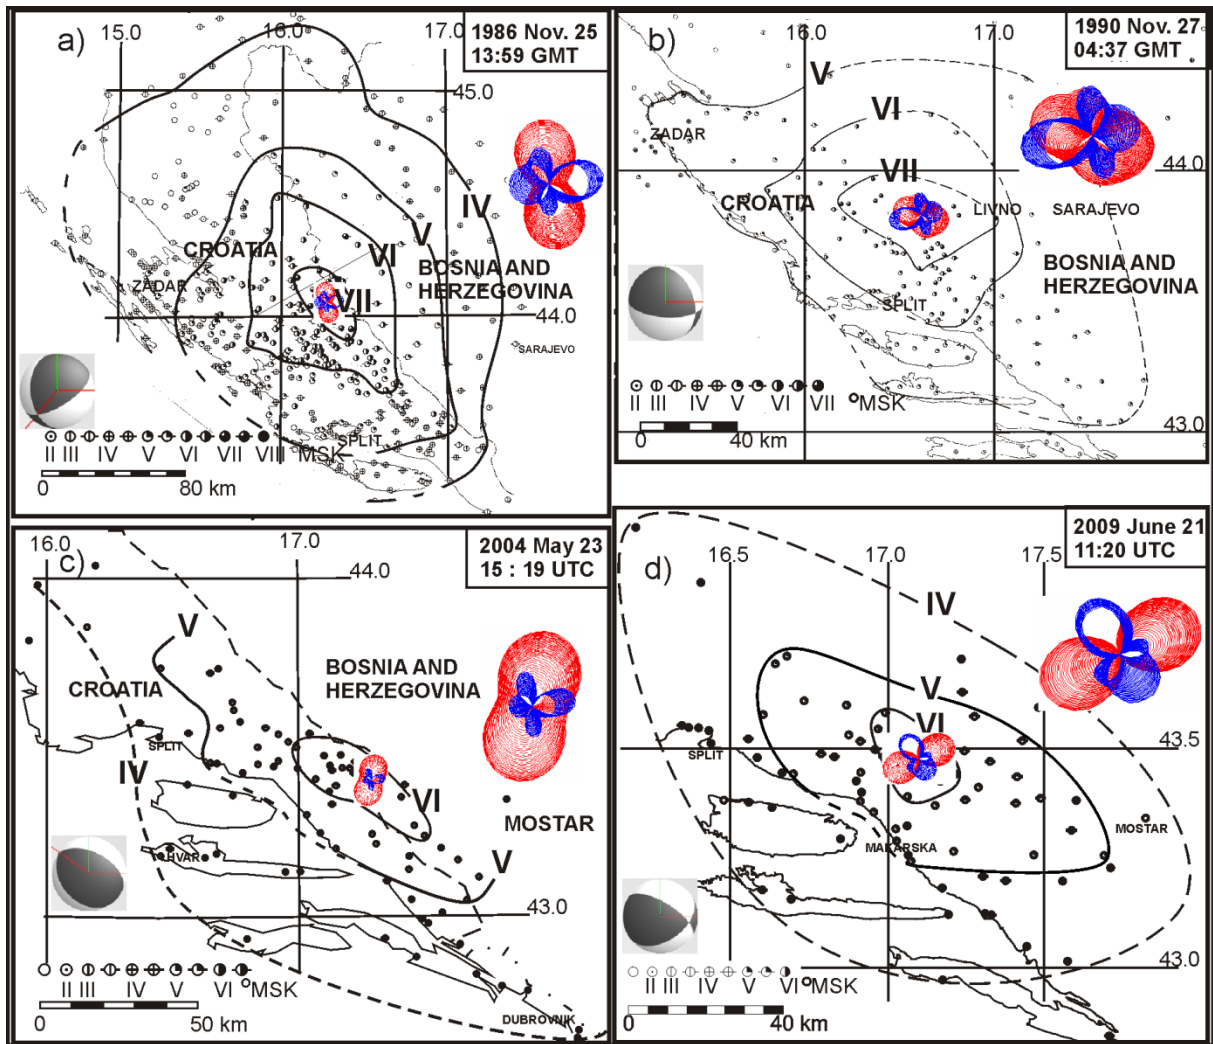 a)
15.0
16.0
17.0
1986 Nov. 25
13:59 GMT
45.0
IV
V
VI
VII
CROATIA
BOSNIA AND
HERZEGOVINA
ZADAR
44.0
SARAJEVO
SPLIT
II III IV V VI VII VIII MSK
0 80 km
b)
16.0
17.0
1990 Nov. 27
04:37 GMT
V
VI
VII
ZADAR
44.0
CROATIA
LIVNO
SARAJEVO
BOSNIA AND
HERZEGOVINA
SPLIT
II III IV V VI VII °MSK
43.0
0 40 km
c)
16.0
17.0
2004 May 23
15 : 19 UTC
44.0
V
BOSNIA AND
HERZEGOVINA
CROATIA
SPLIT
IV
VI
MOSTAR
HVAR
V
43.0
II III IV V VI °MSK
0 50 km
DUBROVNIK
d)
16.5
17.0
17.5
2009 June 21
11:20 UTC
IV
V
VI
43.5
SPLIT
MOSTAR
MAKARSKA
43.0
II III IV V VI °MSK
0 40 km